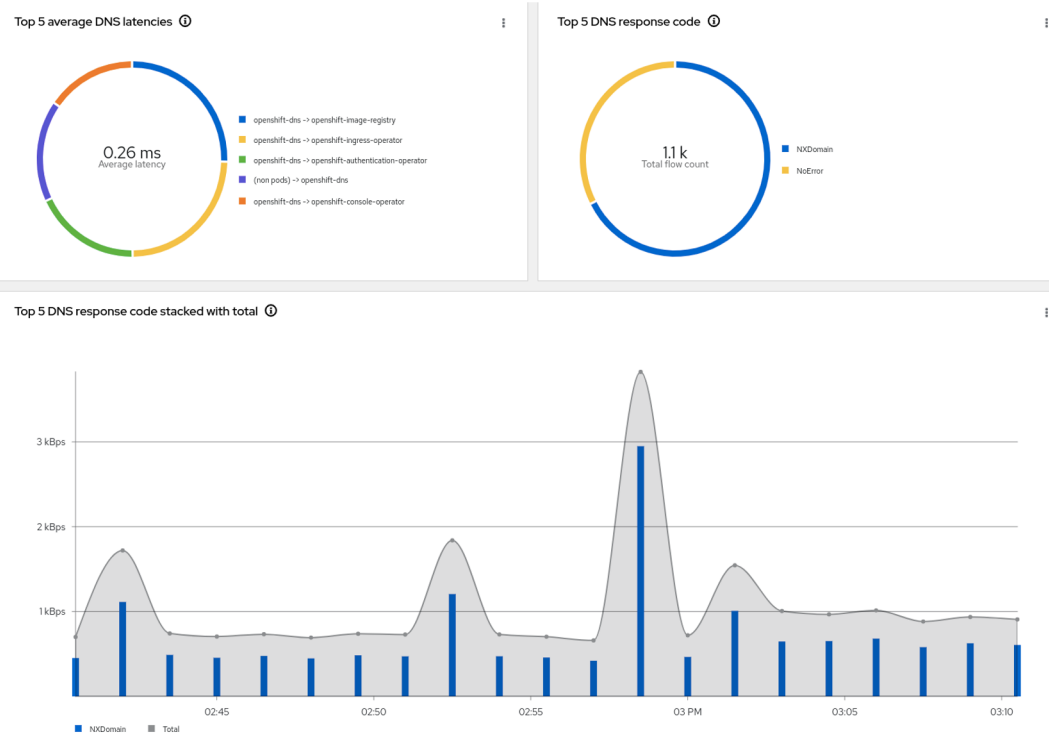 Top 5 average DNS latencies
0.26 ms
Average latency
openshift-dns -> openshift-image-registry
openshift-dns -> openshift-ingress-operator
openshift-dns -> openshift-authentication-operator
(non pods) -> openshift-dns
openshift-dns -> openshift-console-operator
Top 5 DNS response code
1.1 k
Total flow count
NXDomain
NoError
Top 5 DNS response code stacked with total
3 kBps
2 kBps
1 kBps
02:45 02:50 02:55 03 PM 03:05 03:10
NXDomain Total